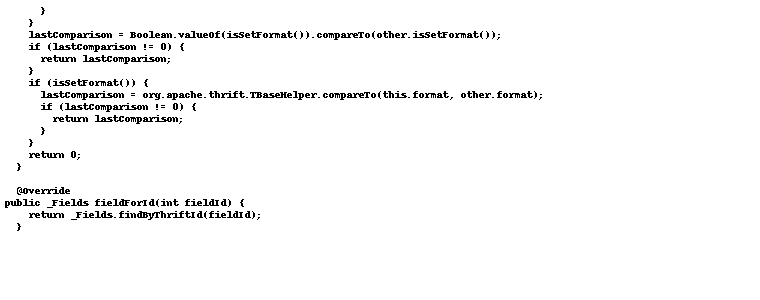 }
    }
    lastComparison = Boolean.valueOf(isSetFormat()).compareTo(other.isSetFormat());
    if (lastComparison != 0) {
      return lastComparison;
    }
    if (isSetFormat()) {
      lastComparison = org.apache.thrift.TBaseHelper.compareTo(this.format, other.format);
      if (lastComparison != 0) {
        return lastComparison;
      }
    }
    return 0;
  }

  @Override
public _Fields fieldForId(int fieldId) {
    return _Fields.findByThriftId(fieldId);
  }